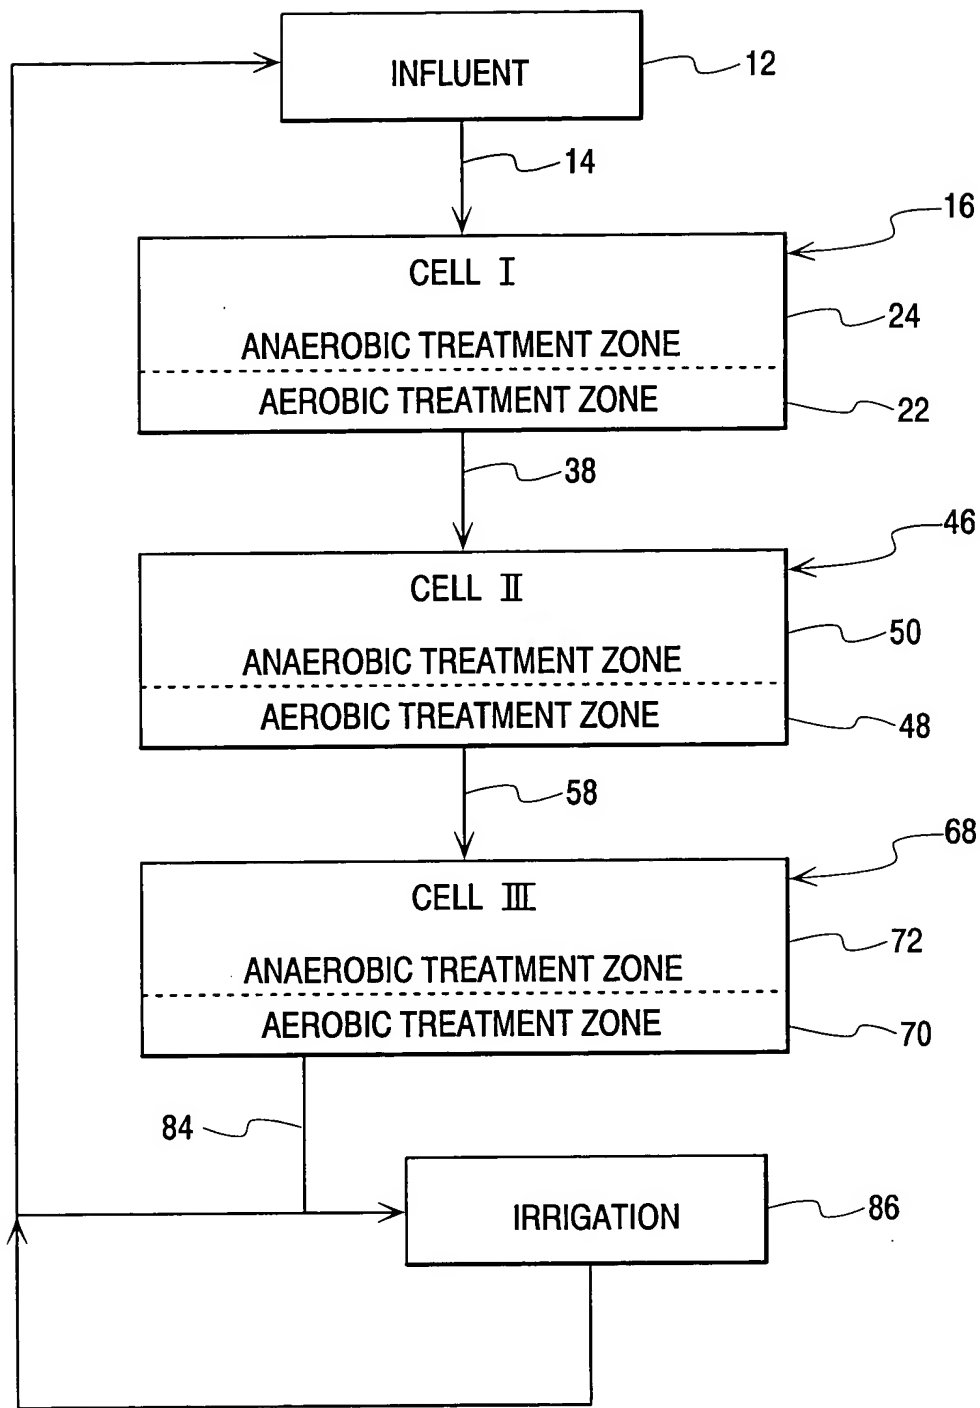 INFLUENT
12
14
16
CELL I
24
ANAEROBIC TREATMENT ZONE
AEROBIC TREATMENT ZONE
22
38
46
CELL II
50
ANAEROBIC TREATMENT ZONE
AEROBIC TREATMENT ZONE
48
58
68
CELL III
72
ANAEROBIC TREATMENT ZONE
AEROBIC TREATMENT ZONE
70
84
IRRIGATION
86